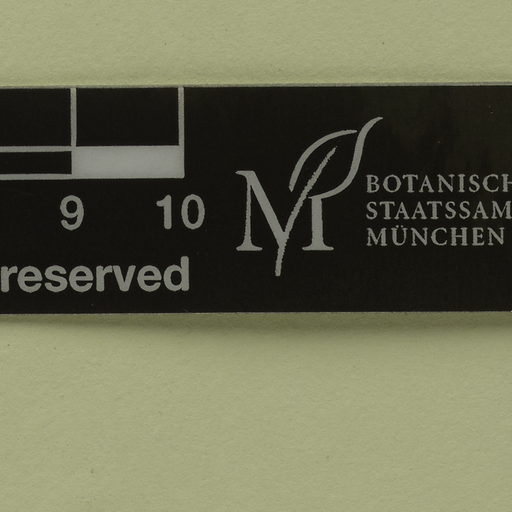 9 10
reserved
M
BOTANISCH
STAATSSAM
MÜNCHEN